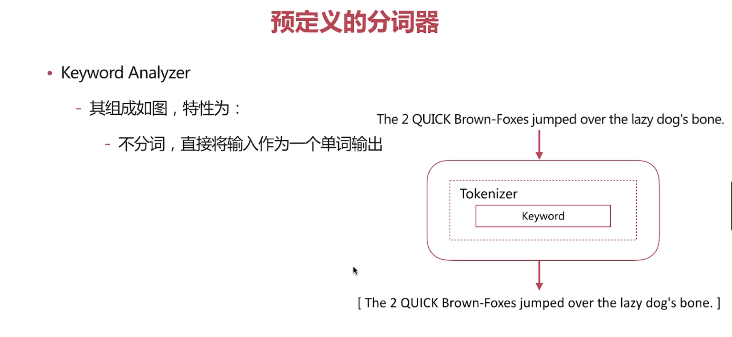 预定义的分词器
• Keyword Analyzer
- 其组成如图，特性为：
- 不分词，直接将输入作为一个单词输出
The 2 QUICK Brown-Foxes jumped over the lazy dog's bone.
Tokenizer
Keyword
[ The 2 QUICK Brown-Foxes jumped over the lazy dog's bone. ]